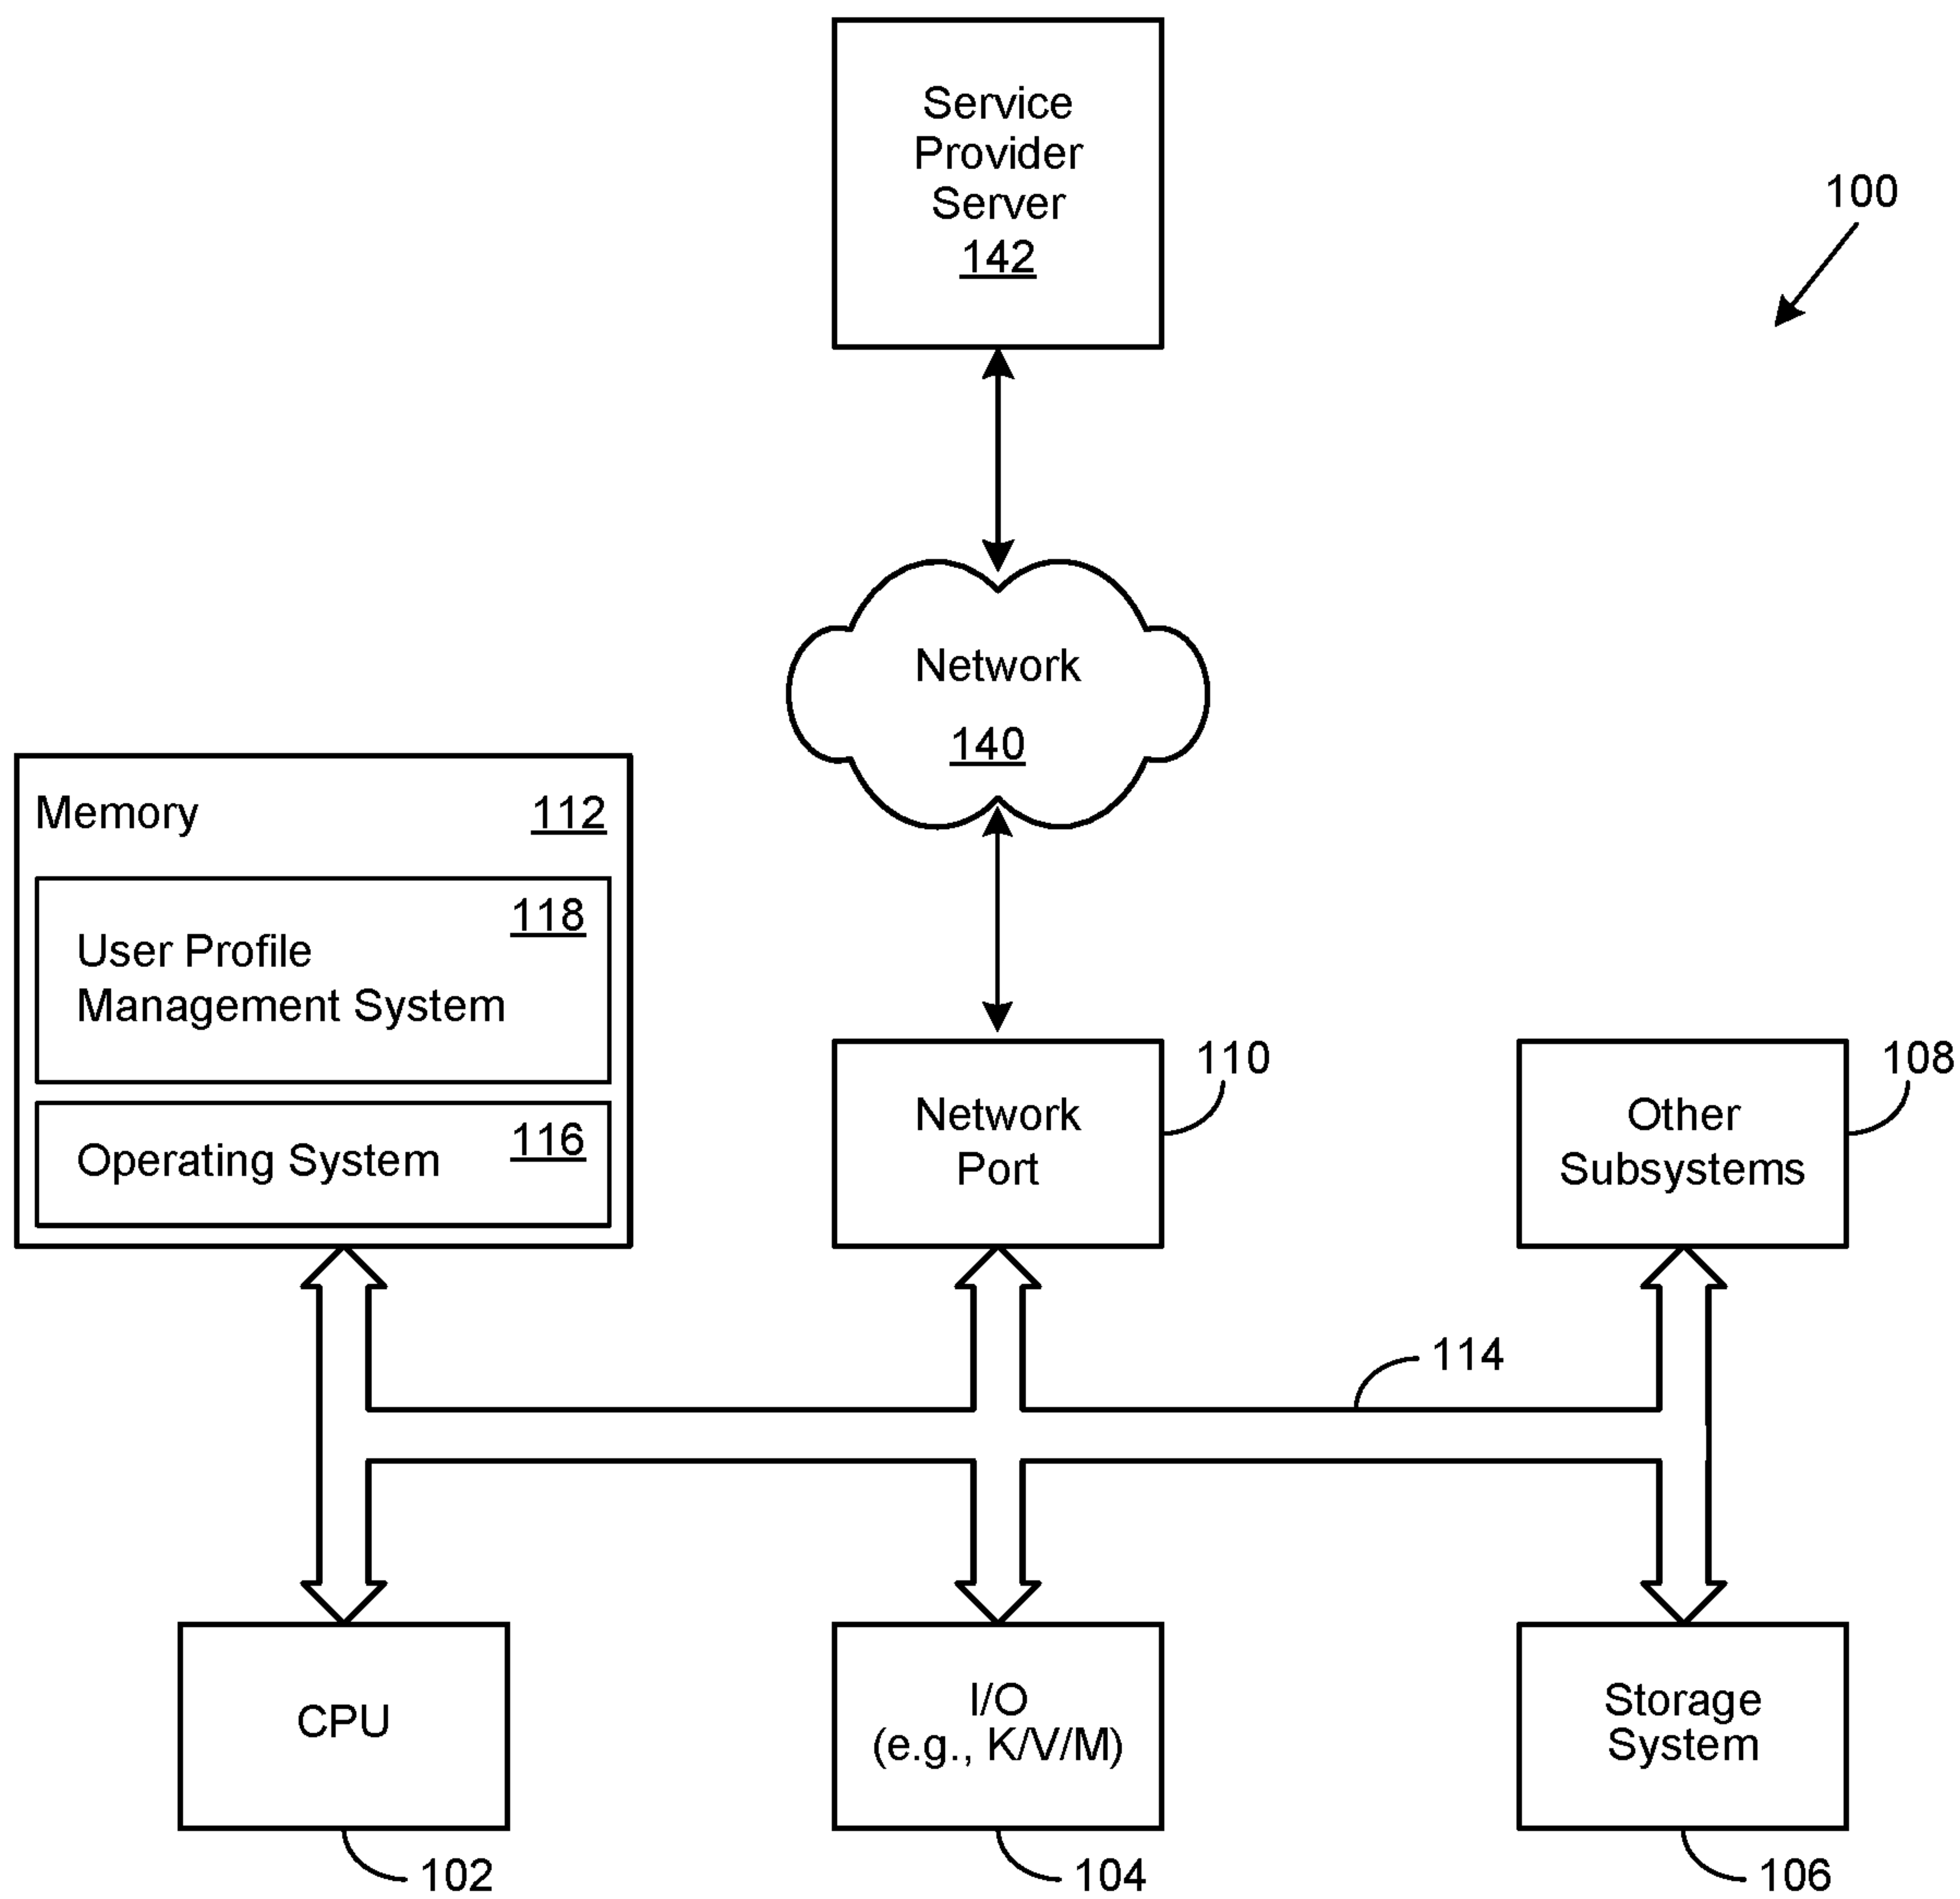 Service
Provider
Server
142
100
Network
140
Memory 112
118
User Profile
Management System
116
Operating System
Network
Port
110
Other
Subsystems
108
114
CPU
102
I/O
(e.g., K/V/M)
104
Storage
System
106